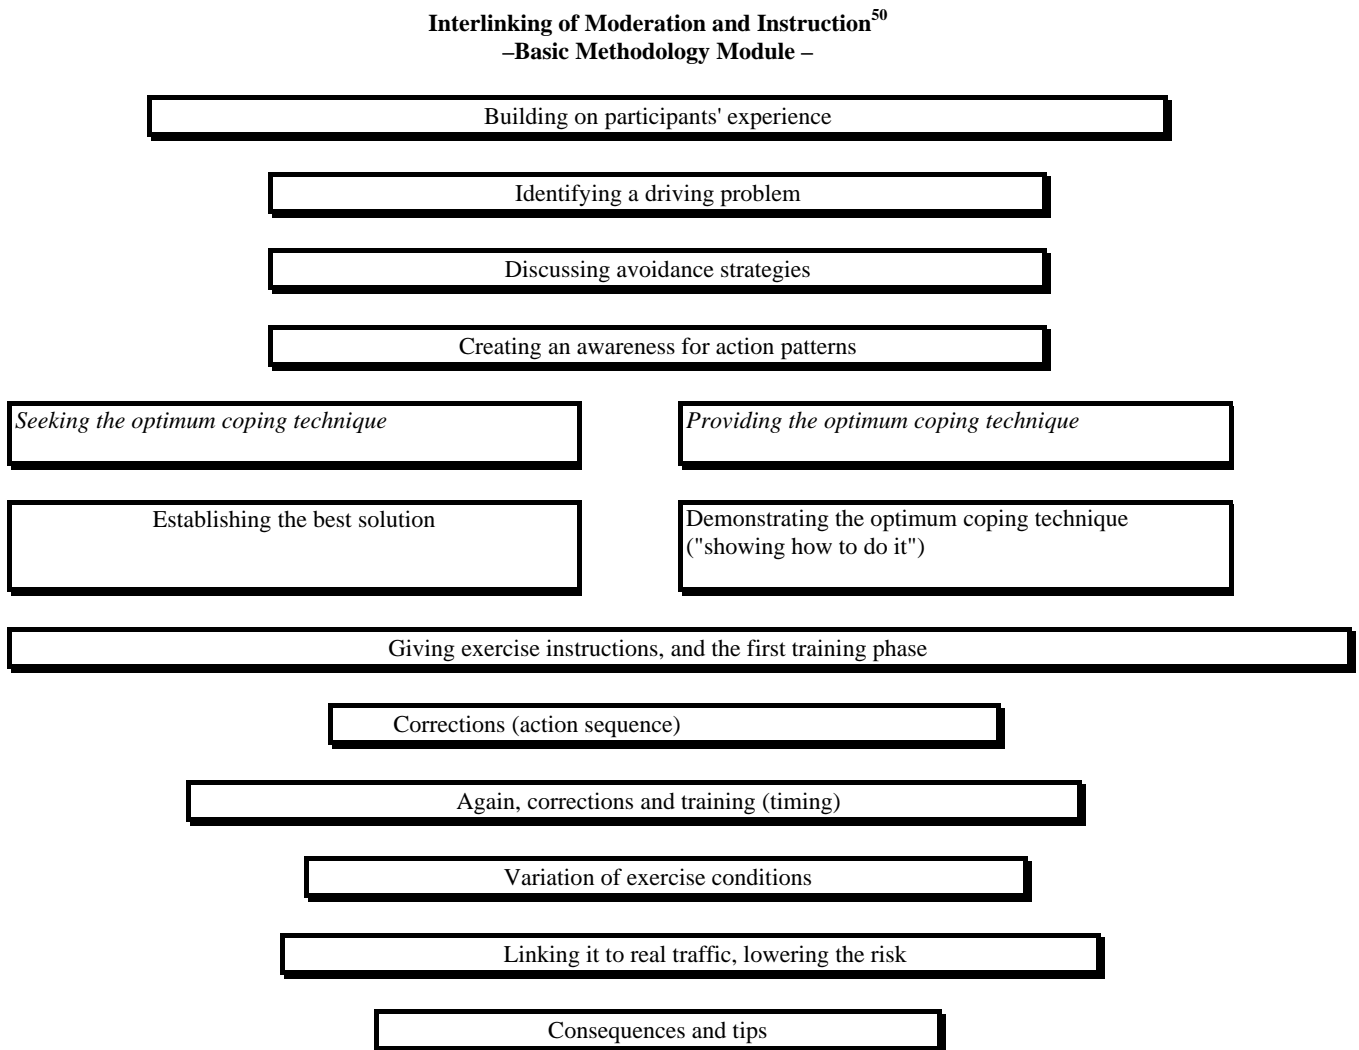 Interlinking of Moderation and Instruction50
–Basic Methodology Module –
Building on participants' experience
Identifying a driving problem
Discussing avoidance strategies
Creating an awareness for action patterns
Seeking the optimum coping technique
Providing the optimum coping technique
Establishing the best solution
Demonstrating the optimum coping technique
("showing how to do it")
Giving exercise instructions, and the first training phase
Corrections (action sequence)
Again, corrections and training (timing)
Variation of exercise conditions
Linking it to real traffic, lowering the risk
Consequences and tips